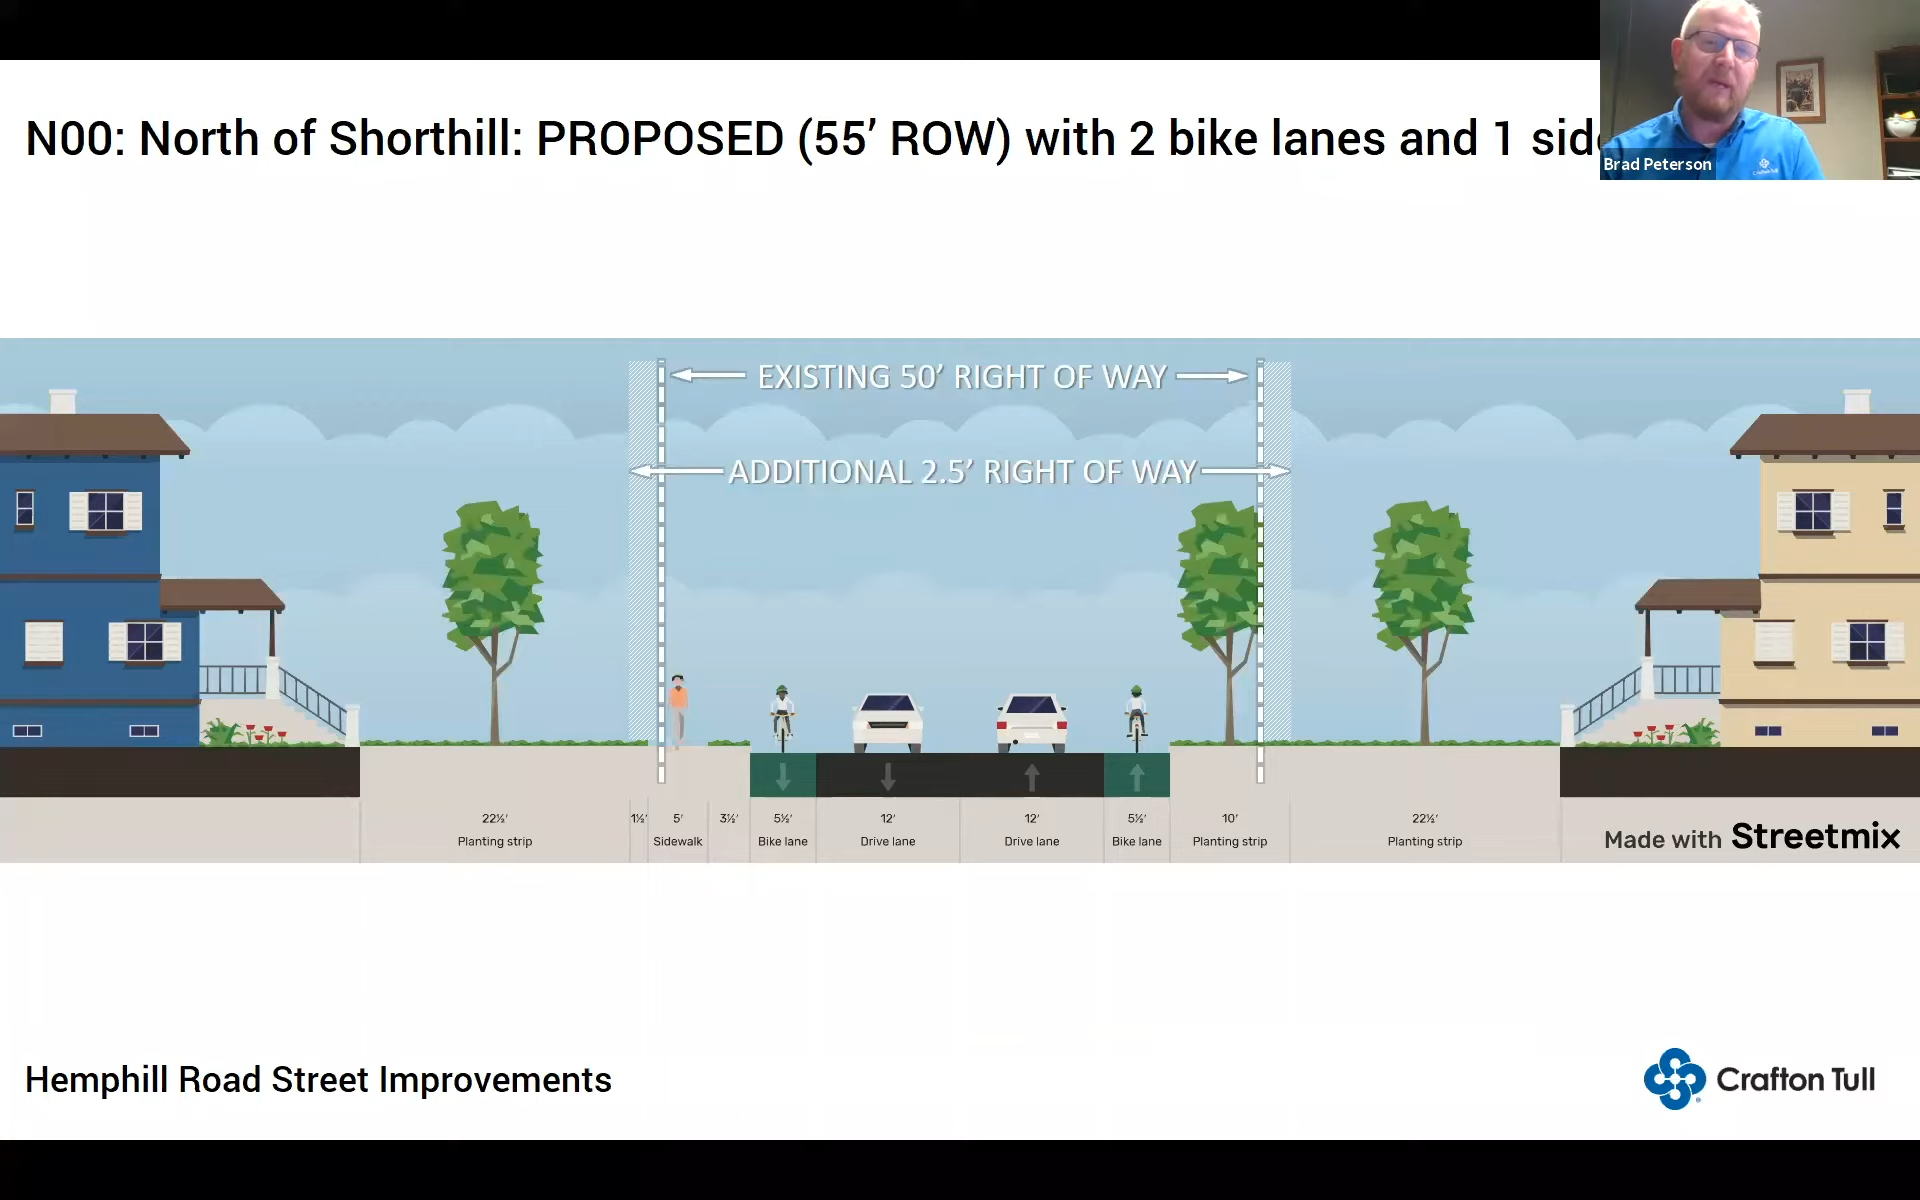 N00: North of Shorthill: PROPOSED (55’ ROW) with 2 bike lanes and 1
Brad Peterson
Crafton Tull
EXISTING 50’ RIGHT OF WAY
ADDITIONAL 2.5’ RIGHT OF WAY
22½′ 1½′ 5′ 3½′ 5½′ 12′ 12′ 5½′ 10′ 22½′
Planting strip Sidewalk Bike lane Drive lane Drive lane Bike lane Planting strip Planting strip
Made with Streetmix
Hemphill Road Street Improvements
Crafton Tull